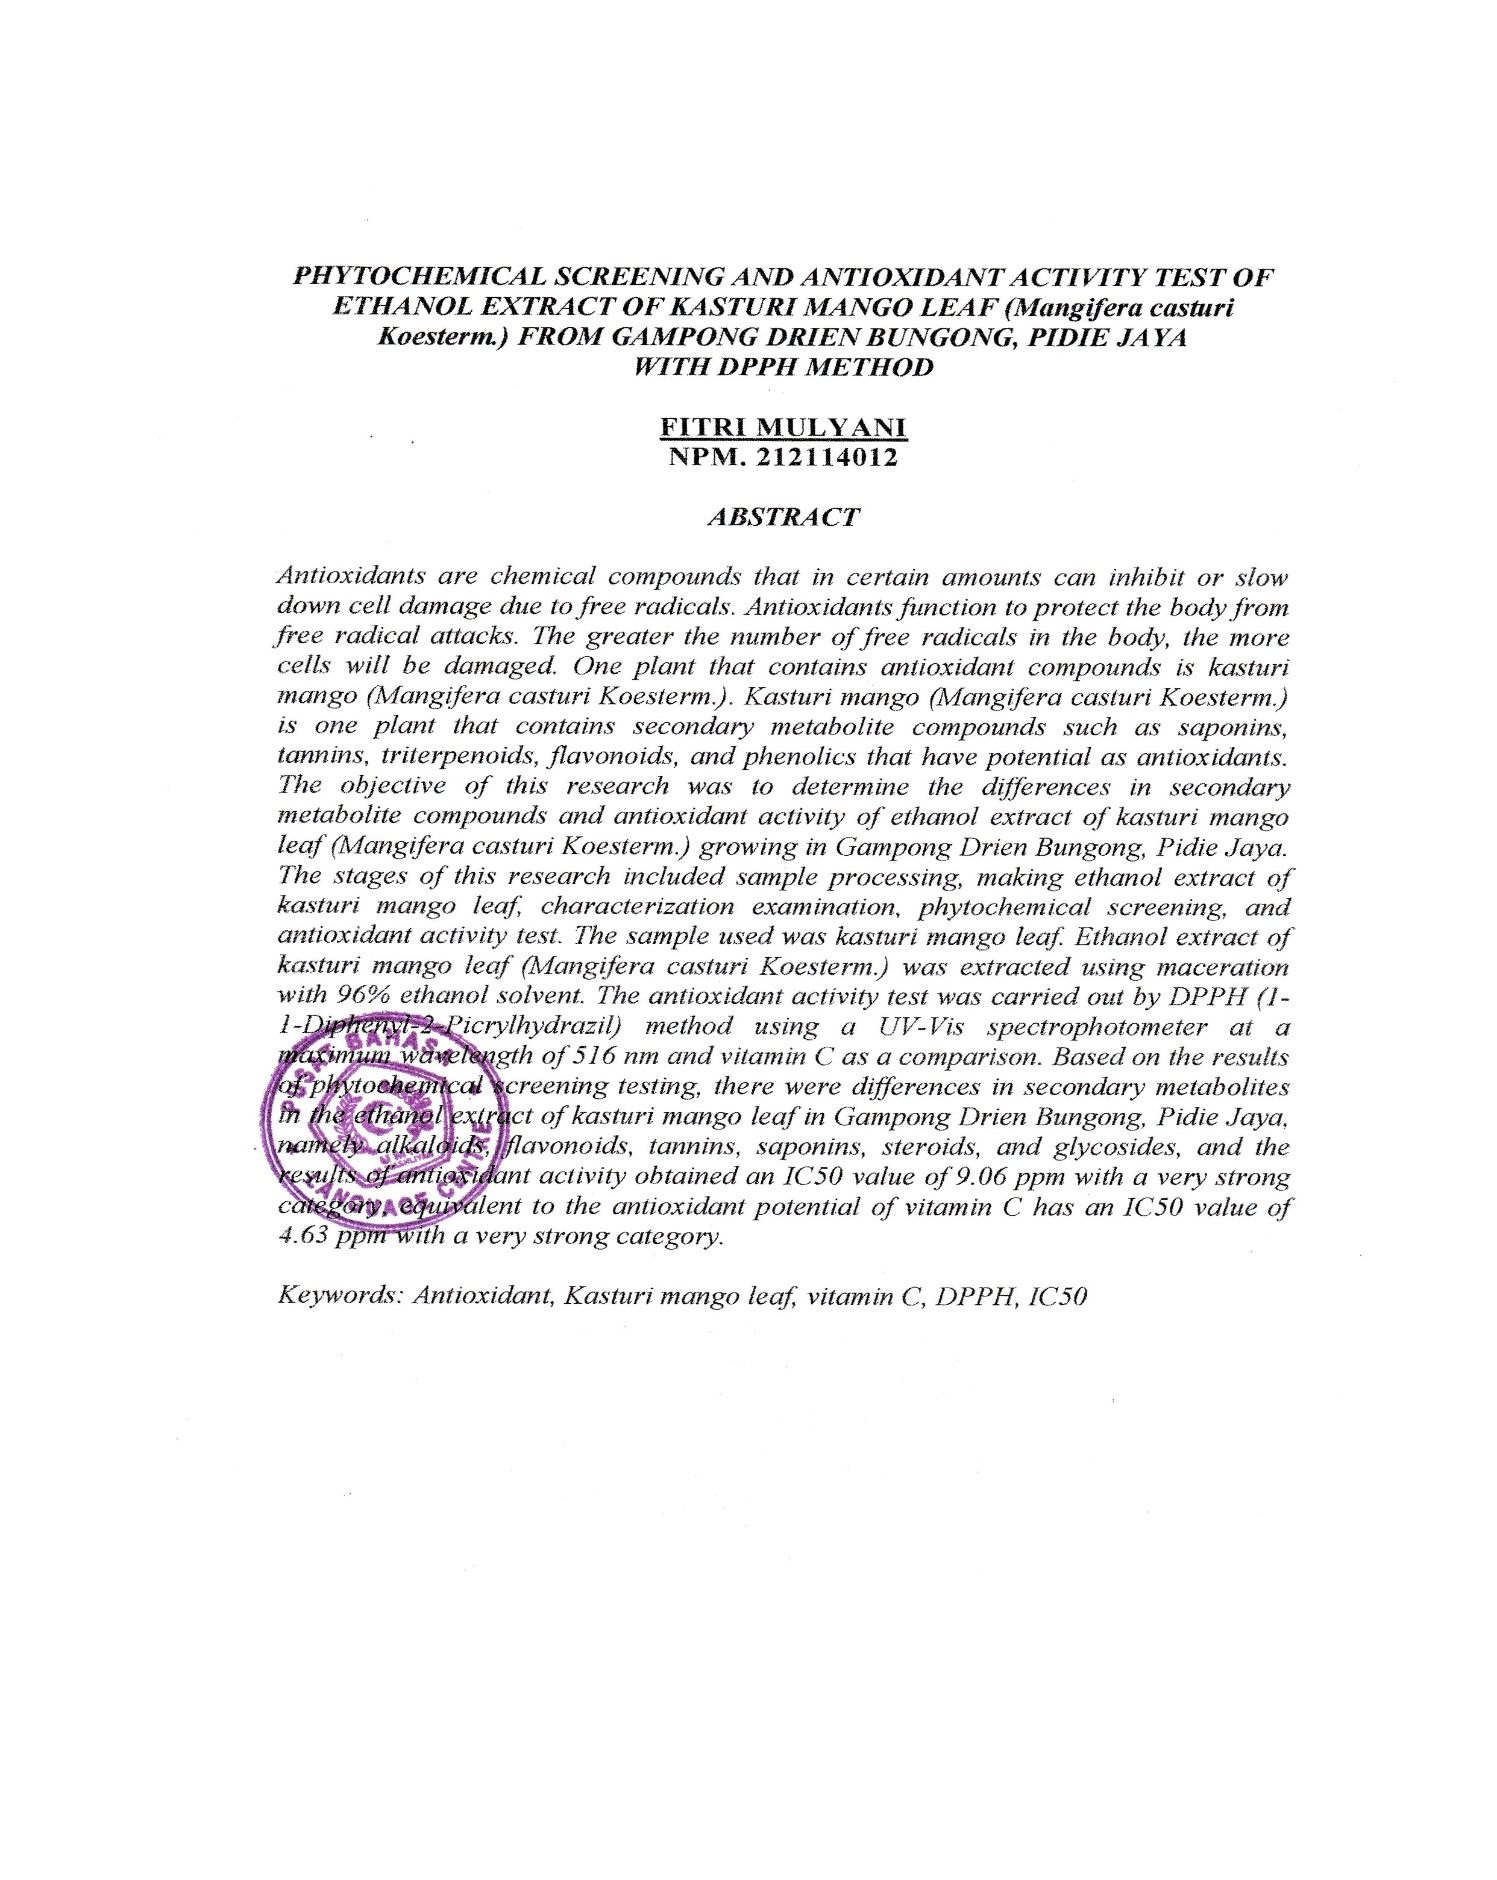 PHYTOCHEMICAL SCREENING AND ANTIOXIDANT ACTIVITY TEST OF
ETHANOL EXTRACT OF KASTURI MANGO LEAF (Mangifera casturi
Koesterm.) FROM GAMPONG DRIEN BUNGONG, PIDIE JAYA
WITH DPPH METHOD
FITRI MULYANI
NPM. 212114012
ABSTRACT
Antioxidants are chemical compounds that in certain amounts can inhibit or slow
down cell damage due to free radicals. Antioxidants function to protect the body from
free radical attacks. The greater the number of free radicals in the body, the more
cells will be damaged. One plant that contains antioxidant compounds is kasturi
mango (Mangifera casturi Koesterm.). Kasturi mango (Mangifera casturi Koesterm.)
is one plant that contains secondary metabolite compounds such as saponins,
tannins, triterpenoids, flavonoids, and phenolics that have potential as antioxidants.
The objective of this research was to determine the differences in secondary
metabolite compounds and antioxidant activity of ethanol extract of kasturi mango
leaf (Mangifera casturi Koesterm.) growing in Gampong Drien Bungong, Pidie Jaya.
The stages of this research included sample processing, making ethanol extract of
kasturi mango leaf, characterization examination, phytochemical screening, and
antioxidant activity test. The sample used was kasturi mango leaf. Ethanol extract of
kasturi mango leaf (Mangifera casturi Koesterm.) was extracted using maceration
with 96% ethanol solvent. The antioxidant activity test was carried out by DPPH (1-
1-Diphenyl-2-Picrylhydrazil) method using a UV-Vis spectrophotometer at a
maximum wavelength of 516 nm and vitamin C as a comparison. Based on the results
of phytochemical screening testing, there were differences in secondary metabolites
in the ethanol extract of kasturi mango leaf in Gampong Drien Bungong, Pidie Jaya,
namely alkaloids, flavonoids, tannins, saponins, steroids, and glycosides, and the
results of antioxidant activity obtained an IC50 value of 9.06 ppm with a very strong
category, equivalent to the antioxidant potential of vitamin C has an IC50 value of
4.63 ppm with a very strong category.
Keywords: Antioxidant, Kasturi mango leaf, vitamin C, DPPH, IC50
PUSAT BAHASA
LANGUAGE CENTRE